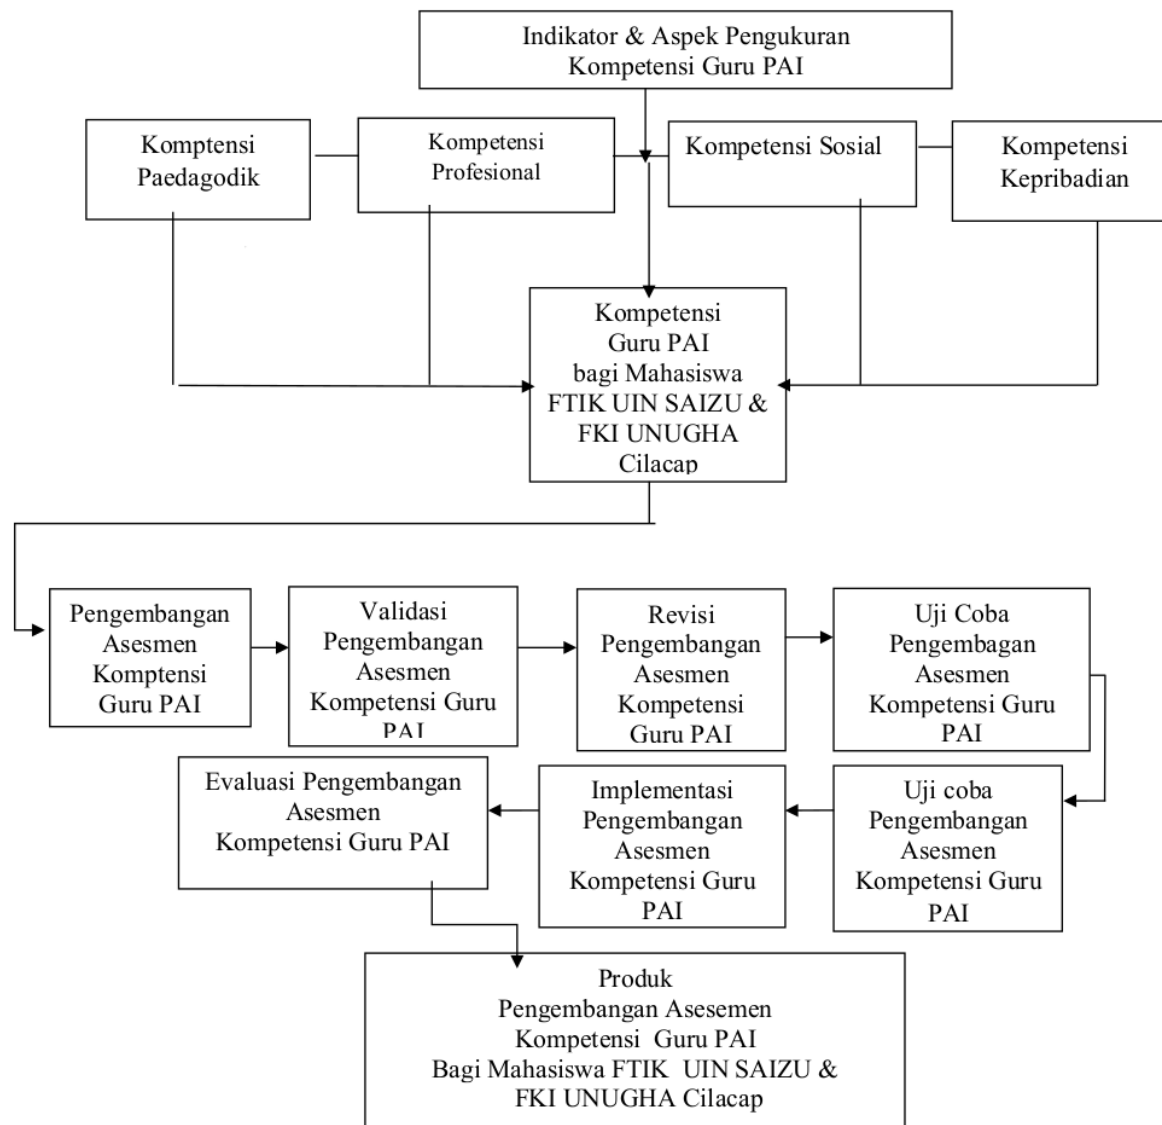 Indikator & Aspek Pengukuran
Kompetensi Guru PAI
Komptensi
Paedagodik
Kompetensi
Profesional
Kompetensi Sosial
Kompetensi
Kepribadian
Kompetensi
Guru PAI
bagi Mahasiswa
FTIK UIN SAIZU &
FKI UNUGHA
Cilacap
Pengembangan
Asesmen
Komptensi
Guru PAI
Validasi
Pengembangan
Asesmen
Kompetensi Guru
PAI
Revisi
Pengembangan
Asesmen
Kompetensi
Guru PAI
Uji Coba
Pengembagan
Asesmen
Kompetensi Guru
PAI
Uji coba
Pengembangan
Asesmen
Kompetensi Guru
PAI
Implementasi
Pengembangan
Asesmen
Kompetensi Guru
PAI
Evaluasi Pengembangan
Asesmen
Kompetensi Guru PAI
Produk
Pengembangan Asesemen
Kompetensi Guru PAI
Bagi Mahasiswa FTIK UIN SAIZU &
FKI UNUGHA Cilacap